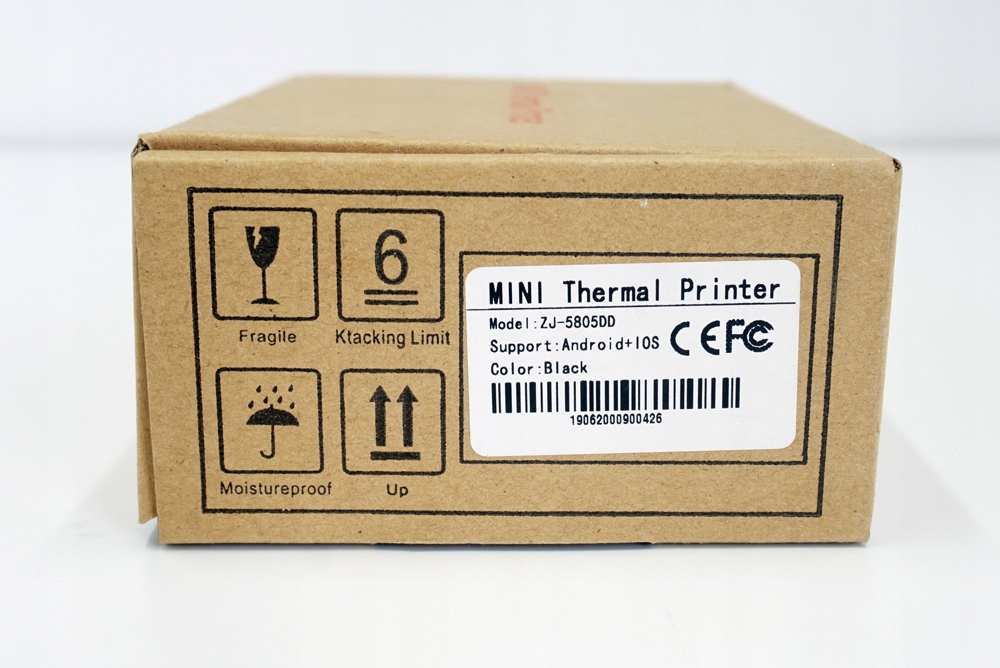 6
Fragile
Ktacking Limit
Moistureproof
Up
MINI Thermal Printer
Model:ZJ-5805DD
Support:Android+IOS
CE FC
Color:Black
19062000900426